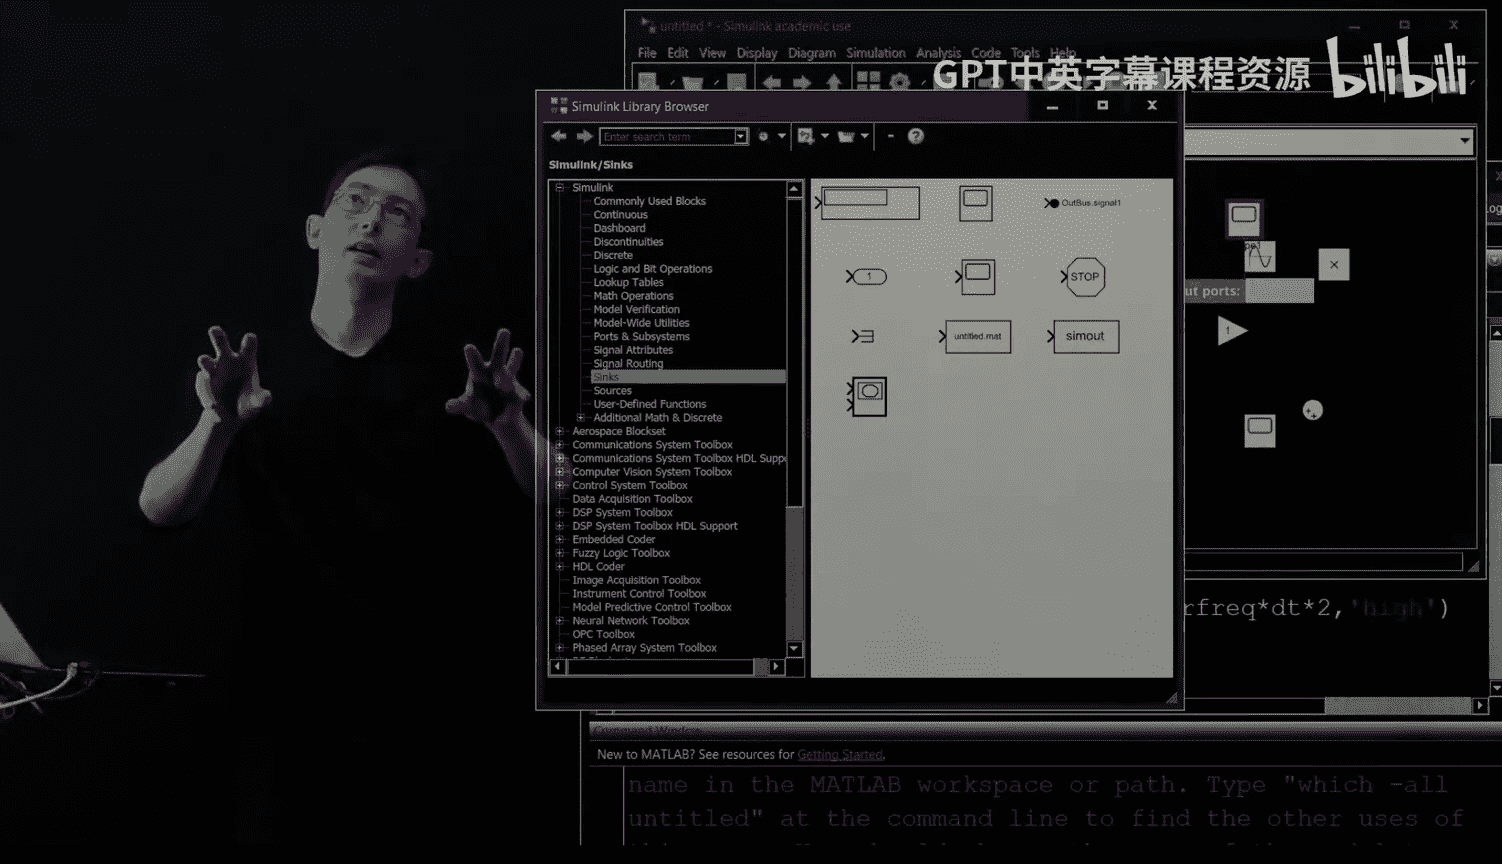 untitled * - Simulink academic use
File Edit View Display Diagram Simulation Analysis Code Tools Help
GPT中英字幕课程资源 bilibili
Simulink Library Browser
Enter search term
Simulink/Sinks
Simulink
Commonly Used Blocks
Continuous
Dashboard
Discontinuities
Discrete
Logic and Bit Operations
Lookup Tables
Math Operations
Model Verification
Model-Wide Utilities
Ports & Subsystems
Signal Attributes
Signal Routing
Sinks
Sources
User-Defined Functions
Additional Math & Discrete
Aerospace Blockset
Communications System Toolbox
Communications System Toolbox HDL Suppo
Computer Vision System Toolbox
Control System Toolbox
Data Acquisition Toolbox
DSP System Toolbox
DSP System Toolbox HDL Support
Embedded Coder
Fuzzy Logic Toolbox
HDL Coder
Image Acquisition Toolbox
Instrument Control Toolbox
Model Predictive Control Toolbox
Neural Network Toolbox
OPC Toolbox
Phased Array System Toolbox
OutBus.signal1
1
STOP
untitled.mat
simout
ut ports:
1
rfreq*dt*2,'high')
Command Window
New to MATLAB? See resources for Getting Started.
name in the MATLAB workspace or path. Type "which -all
untitled" at the command line to find the other uses of